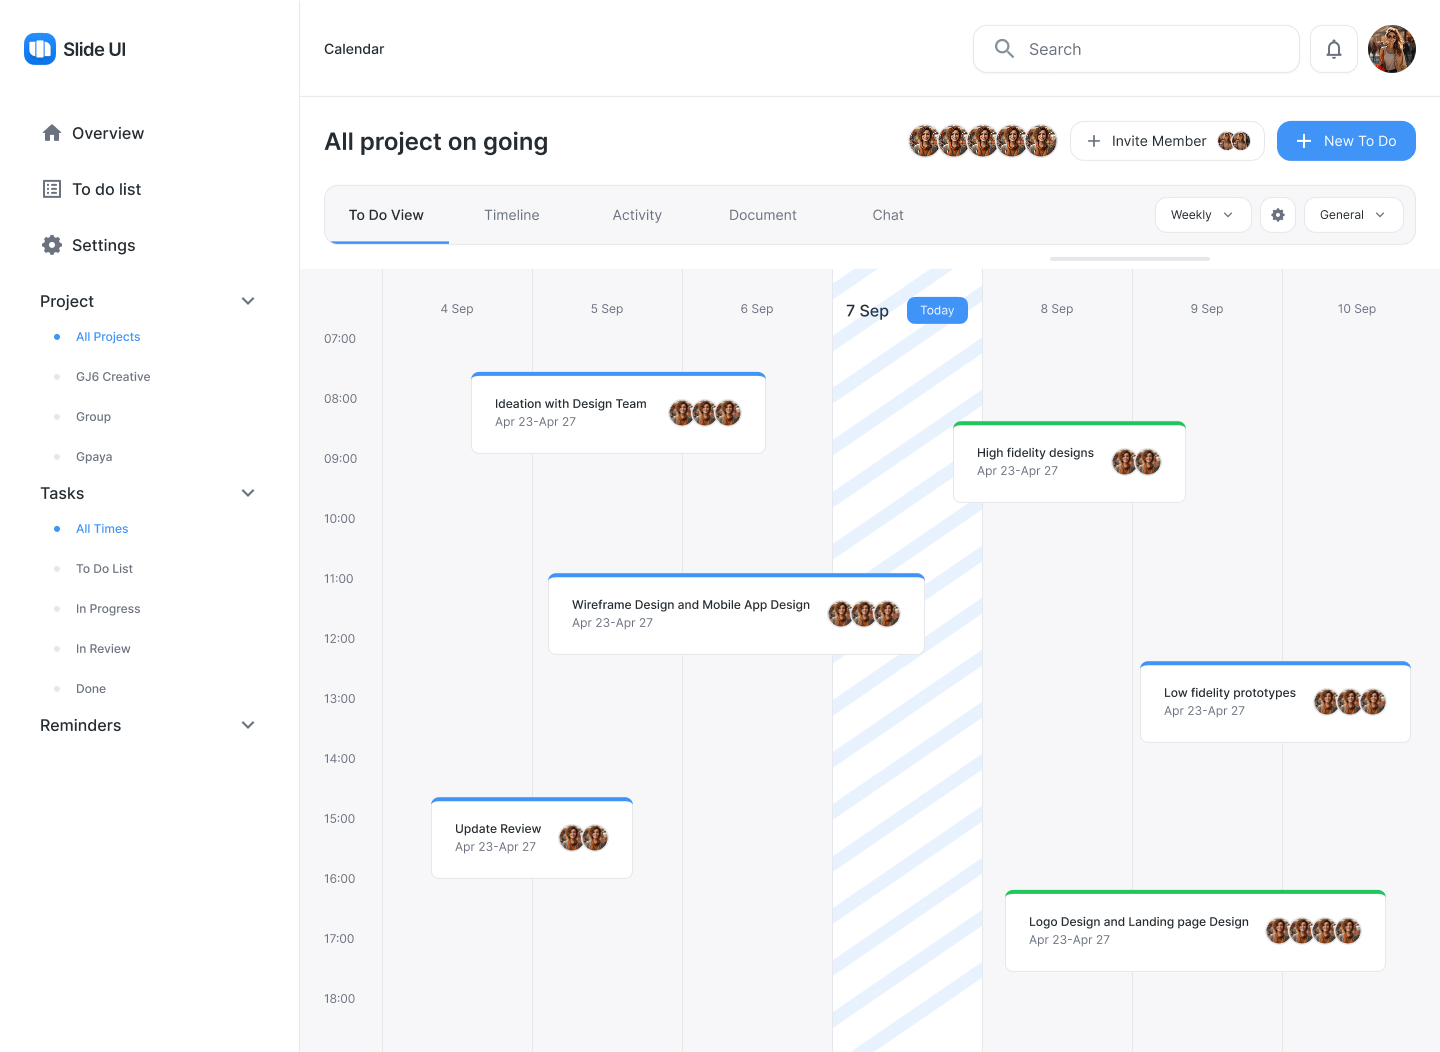 Slide UI
Calendar
Search
Overview
To do list
Settings
Project
All Projects
GJ6 Creative
Group
Gpaya
Tasks
All Times
To Do List
In Progress
In Review
Done
Reminders
All project on going
Invite Member
New To Do
To Do View
Timeline
Activity
Document
Chat
Weekly
General
4 Sep
5 Sep
6 Sep
7 Sep
Today
8 Sep
9 Sep
10 Sep
07:00
08:00
Ideation with Design Team
Apr 23-Apr 27
09:00
High fidelity designs
Apr 23-Apr 27
10:00
11:00
Wireframe Design and Mobile App Design
Apr 23-Apr 27
12:00
13:00
Low fidelity prototypes
Apr 23-Apr 27
14:00
15:00
Update Review
Apr 23-Apr 27
16:00
17:00
Logo Design and Landing page Design
Apr 23-Apr 27
18:00